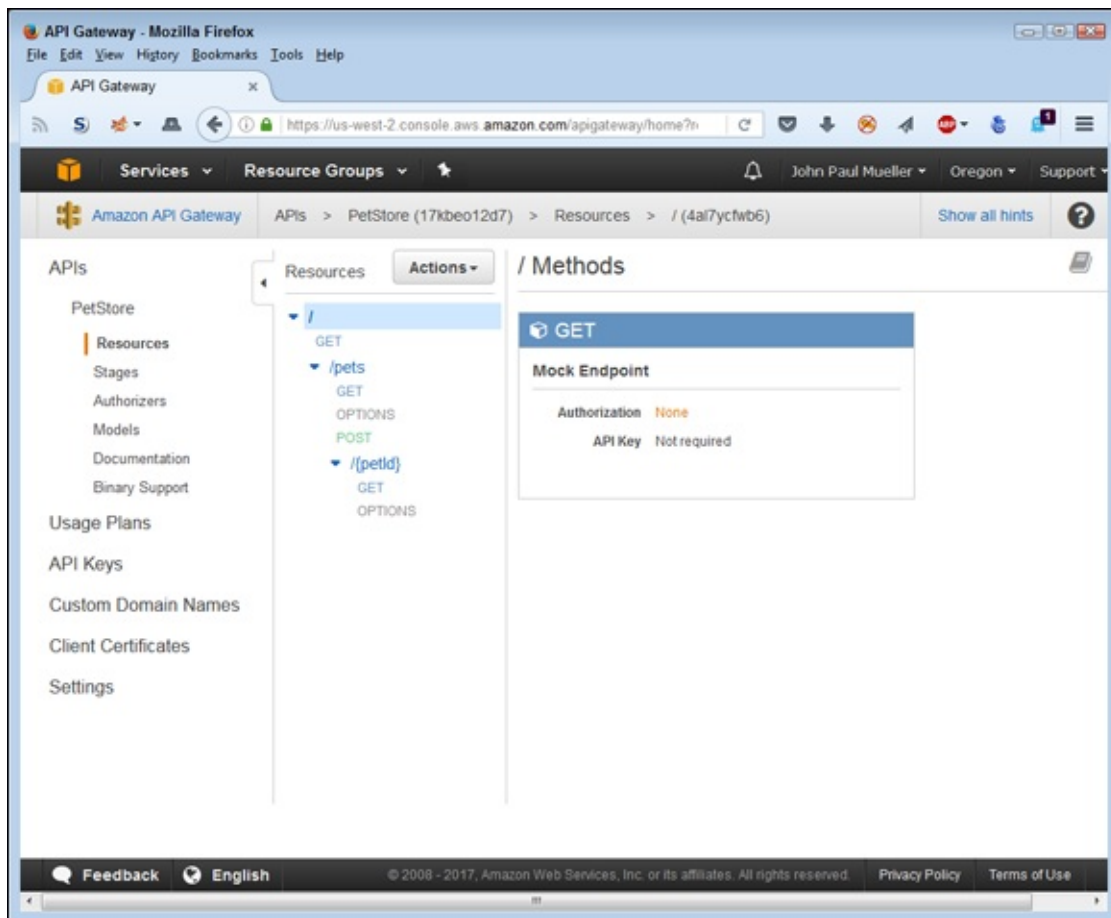 API Gateway - Mozilla Firefox
File Edit View History Bookmarks Tools Help
API Gateway ×
https://us-west-2.console.aws.amazon.com/apigateway/home?r
ABP
1
Services Resource Groups John Paul Mueller Oregon Support
Amazon API Gateway APIs > PetStore (17kbeo12d7) > Resources > / (4al7ycfwb6) Show all hints ?
APIs
PetStore
Resources
Stages
Authorizers
Models
Documentation
Binary Support
Usage Plans
API Keys
Custom Domain Names
Client Certificates
Settings
Resources Actions
/
GET
/pets
GET
OPTIONS
POST
/{petId}
GET
OPTIONS
/ Methods
GET
Mock Endpoint
Authorization None
API Key Not required
Feedback English © 2008 - 2017, Amazon Web Services, Inc. or its affiliates. All rights reserved. Privacy Policy Terms of Use